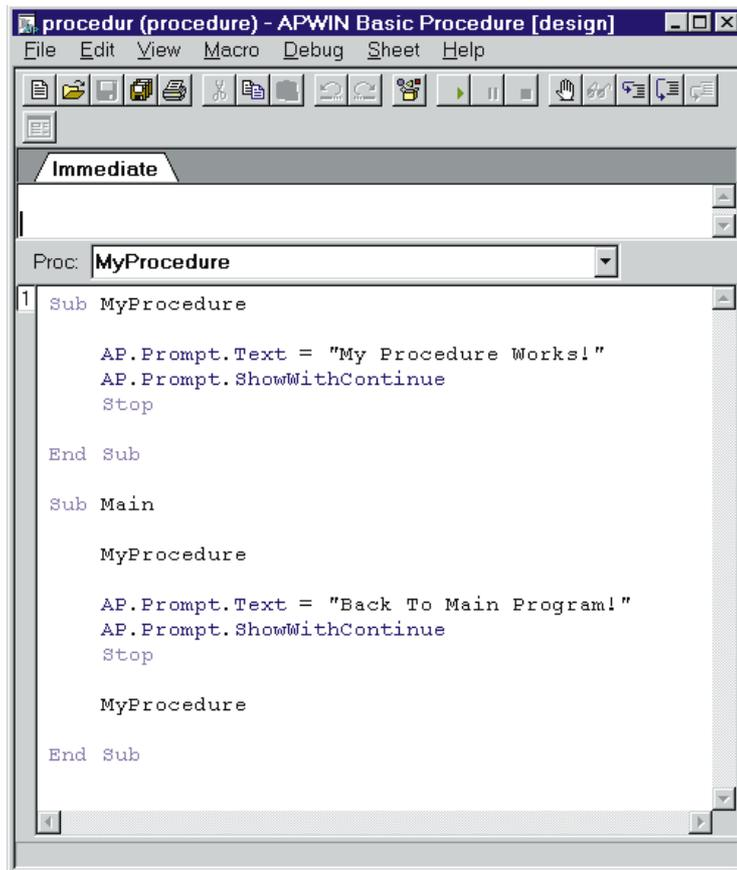 procedur (procedure) - APWIN Basic Procedure [design]
File Edit View Macro Debug Sheet Help
Immediate
Proc: MyProcedure
1
Sub MyProcedure
AP.Prompt.Text = "My Procedure Works!"
AP.Prompt.ShowWithContinue
Stop
End Sub
Sub Main
MyProcedure
AP.Prompt.Text = "Back To Main Program!"
AP.Prompt.ShowWithContinue
Stop
MyProcedure
End Sub